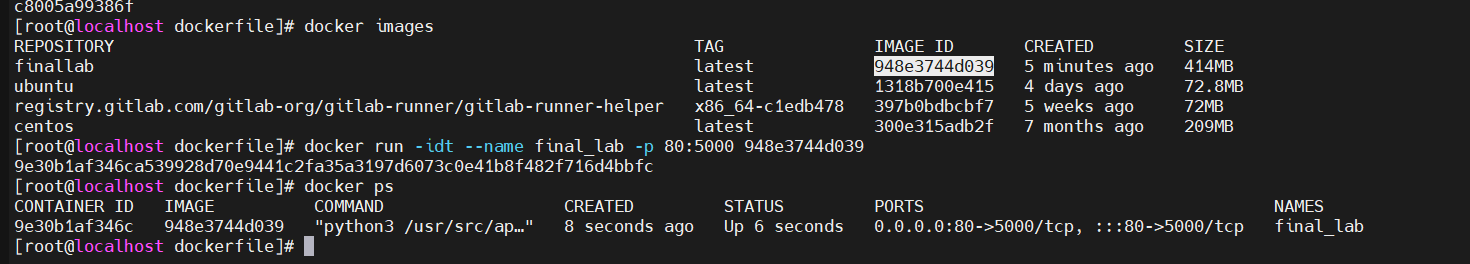 c8005a99386f
[root@localhost dockerfile]# docker images
REPOSITORY TAG IMAGE ID CREATED SIZE
finallab latest 948e3744d039 5 minutes ago 414MB
ubuntu latest 1318b700e415 4 days ago 72.8MB
registry.gitlab.com/gitlab-org/gitlab-runner/gitlab-runner-helper x86_64-c1edb478 397b0bdbcbf7 5 weeks ago 72MB
centos latest 300e315adb2f 7 months ago 209MB
[root@localhost dockerfile]# docker run -idt --name final_lab -p 80:5000 948e3744d039
9e30b1af346ca539928d70e9441c2fa35a3197d6073c0e41b8f482f716d4bbfc
[root@localhost dockerfile]# docker ps
CONTAINER ID IMAGE COMMAND CREATED STATUS PORTS NAMES
9e30b1af346c 948e3744d039 "python3 /usr/src/ap…" 8 seconds ago Up 6 seconds 0.0.0.0:80->5000/tcp, :::80->5000/tcp final_lab
[root@localhost dockerfile]#